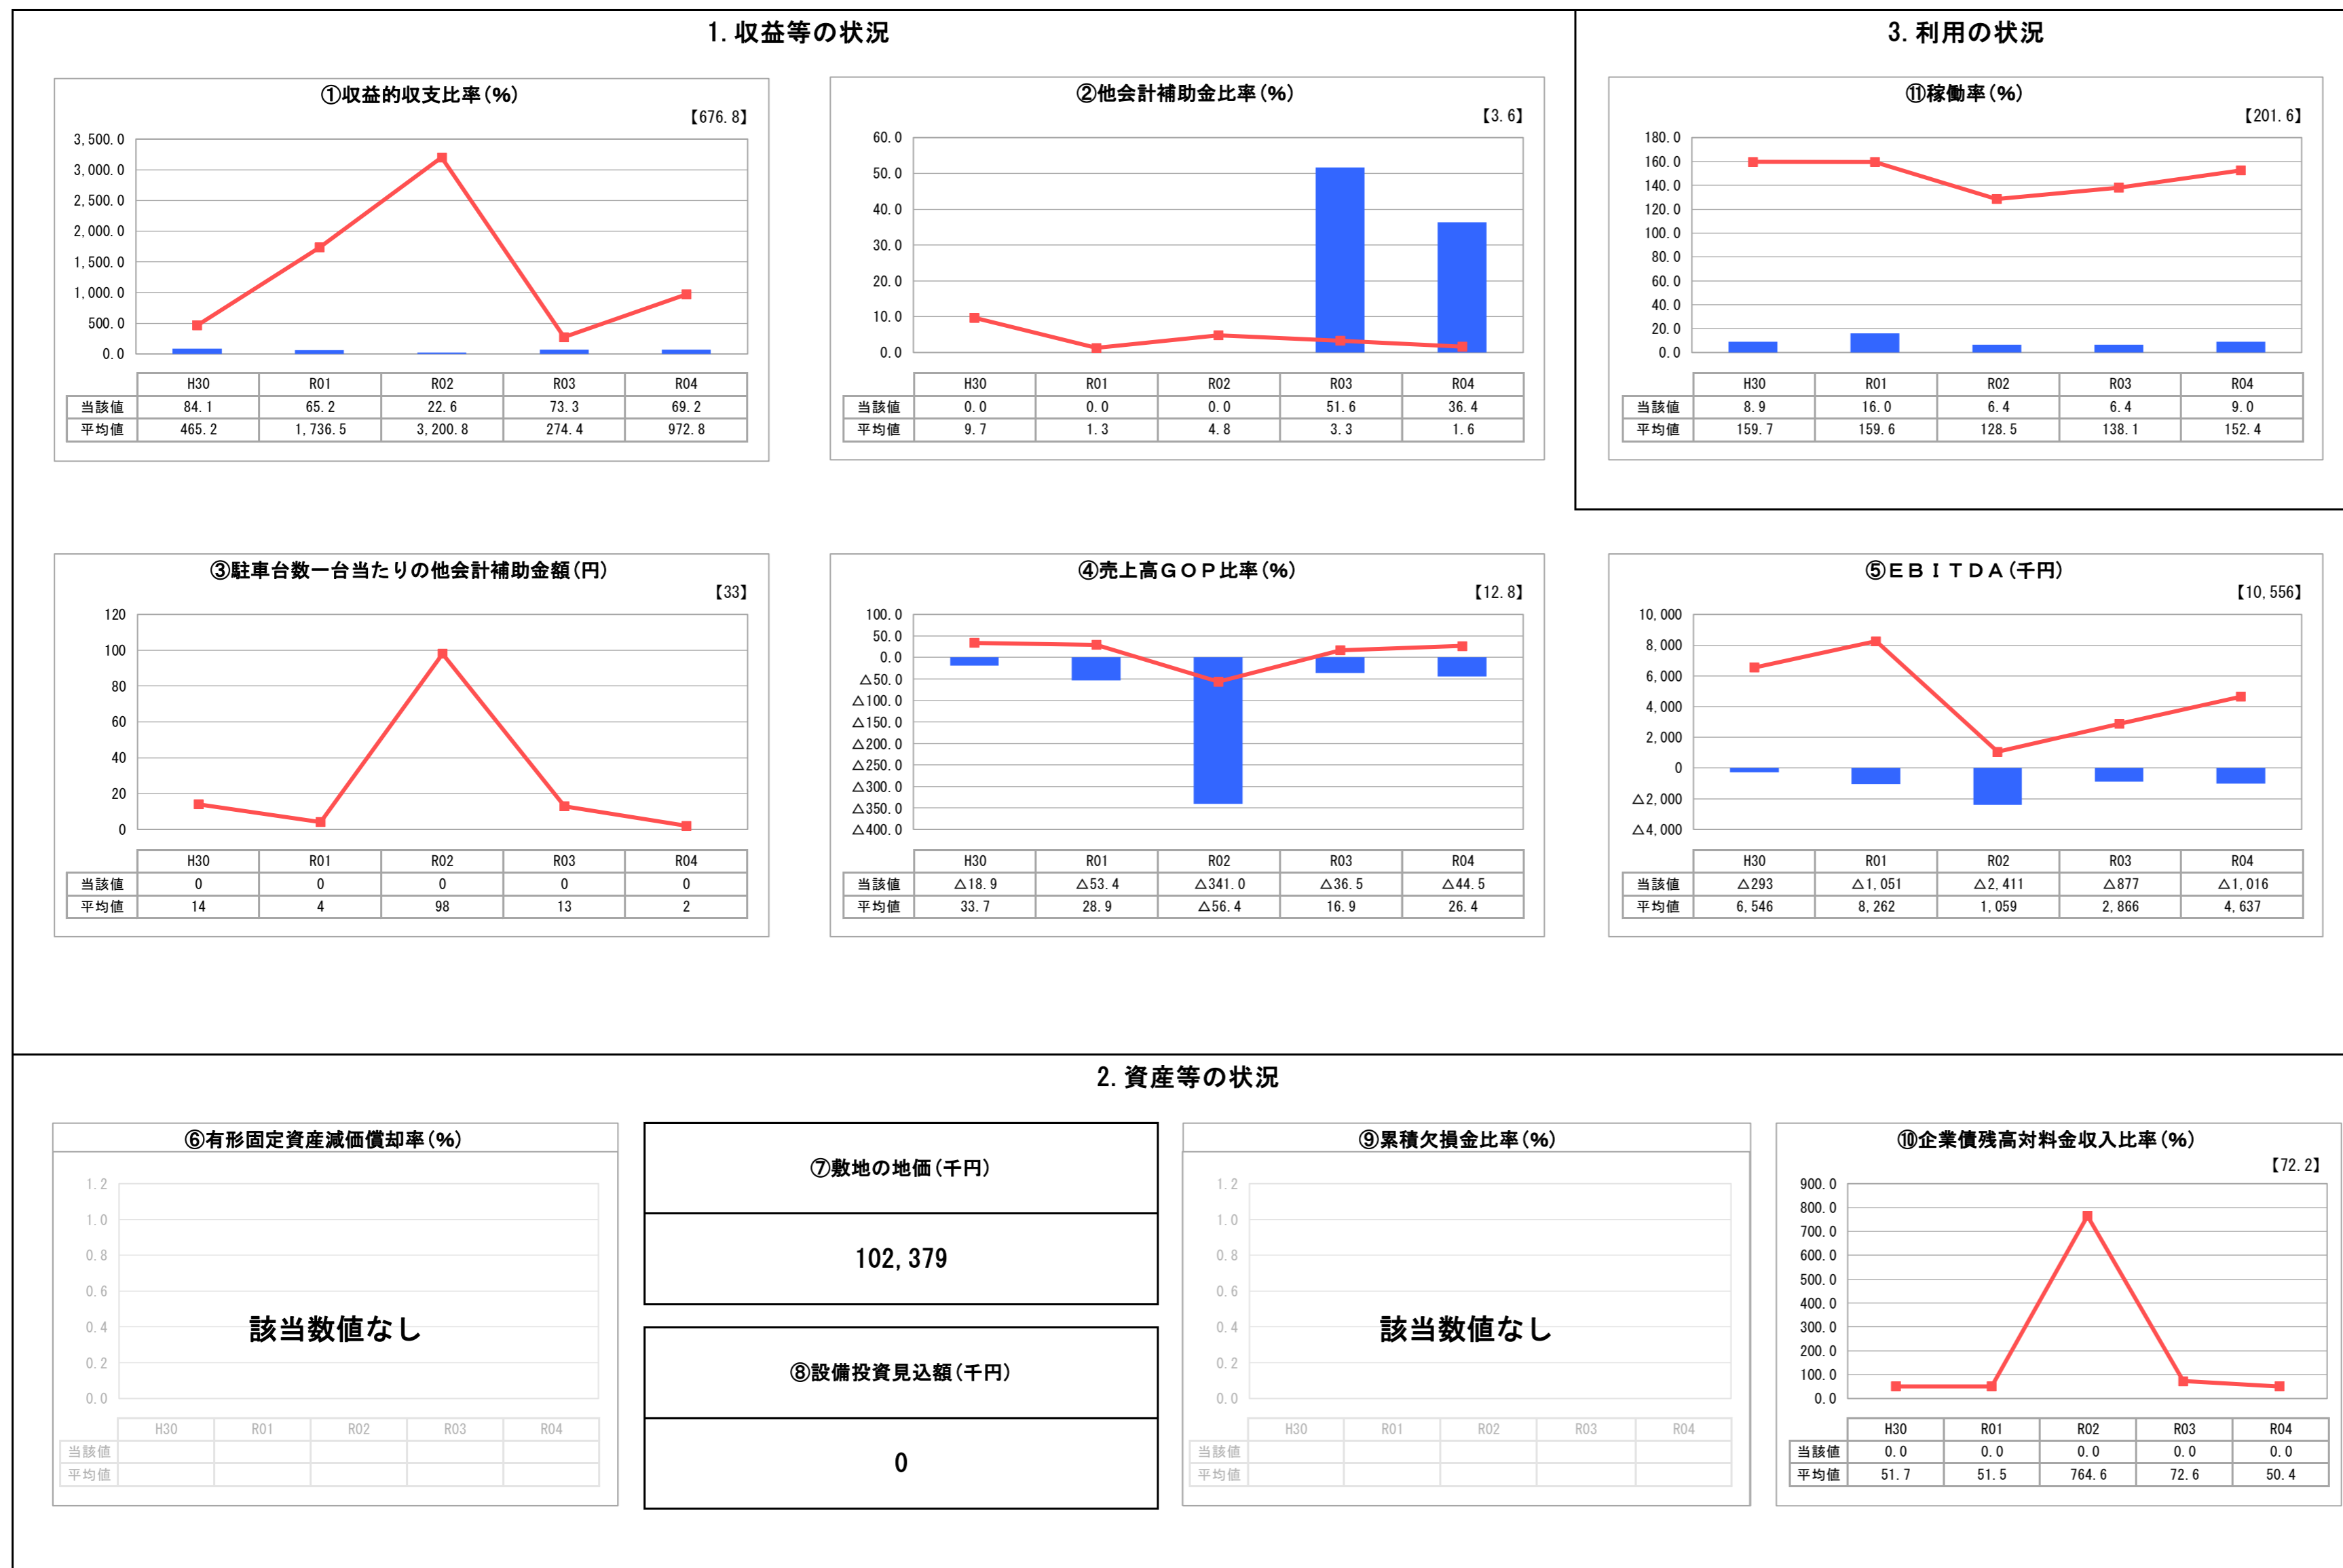 1. 収益等の状況
①収益的収支比率(%)
【676.8】
3,500.0
3,000.0
2,500.0
2,000.0
1,500.0
1,000.0
500.0
0.0
H30 R01 R02 R03 R04
当該値 84.1 65.2 22.6 73.3 69.2
平均値 465.2 1,736.5 3,200.8 274.4 972.8
②他会計補助金比率(%)
【3.6】
60.0
50.0
40.0
30.0
20.0
10.0
0.0
H30 R01 R02 R03 R04
当該値 0.0 0.0 0.0 51.6 36.4
平均値 9.7 1.3 4.8 3.3 1.6
3. 利用の状況
⑪稼働率(%)
【201.6】
180.0
160.0
140.0
120.0
100.0
80.0
60.0
40.0
20.0
0.0
H30 R01 R02 R03 R04
当該値 8.9 16.0 6.4 6.4 9.0
平均値 159.7 159.6 128.5 138.1 152.4
③駐車台数一台当たりの他会計補助金額(円)
【33】
120
100
80
60
40
20
0
H30 R01 R02 R03 R04
当該値 0 0 0 0 0
平均値 14 4 98 13 2
④売上高ＧＯＰ比率(%)
【12.8】
100.0
50.0
0.0
△50.0
△100.0
△150.0
△200.0
△250.0
△300.0
△350.0
△400.0
H30 R01 R02 R03 R04
当該値 △18.9 △53.4 △341.0 △36.5 △44.5
平均値 33.7 28.9 △56.4 16.9 26.4
⑤ＥＢＩＴＤＡ(千円)
【10,556】
10,000
8,000
6,000
4,000
2,000
0
△2,000
△4,000
H30 R01 R02 R03 R04
当該値 △293 △1,051 △2,411 △877 △1,016
平均値 6,546 8,262 1,059 2,866 4,637
2. 資産等の状況
⑥有形固定資産減価償却率(%)
1.2
1.0
0.8
0.6
0.4
0.2
0.0
該当数値なし
H30 R01 R02 R03 R04
当該値
平均値
⑦敷地の地価(千円)
102,379
⑧設備投資見込額(千円)
0
⑨累積欠損金比率(%)
1.2
1.0
0.8
0.6
0.4
0.2
0.0
該当数値なし
H30 R01 R02 R03 R04
当該値
平均値
⑩企業債残高対料金収入比率(%)
【72.2】
900.0
800.0
700.0
600.0
500.0
400.0
300.0
200.0
100.0
0.0
H30 R01 R02 R03 R04
当該値 0.0 0.0 0.0 0.0 0.0
平均値 51.7 51.5 764.6 72.6 50.4